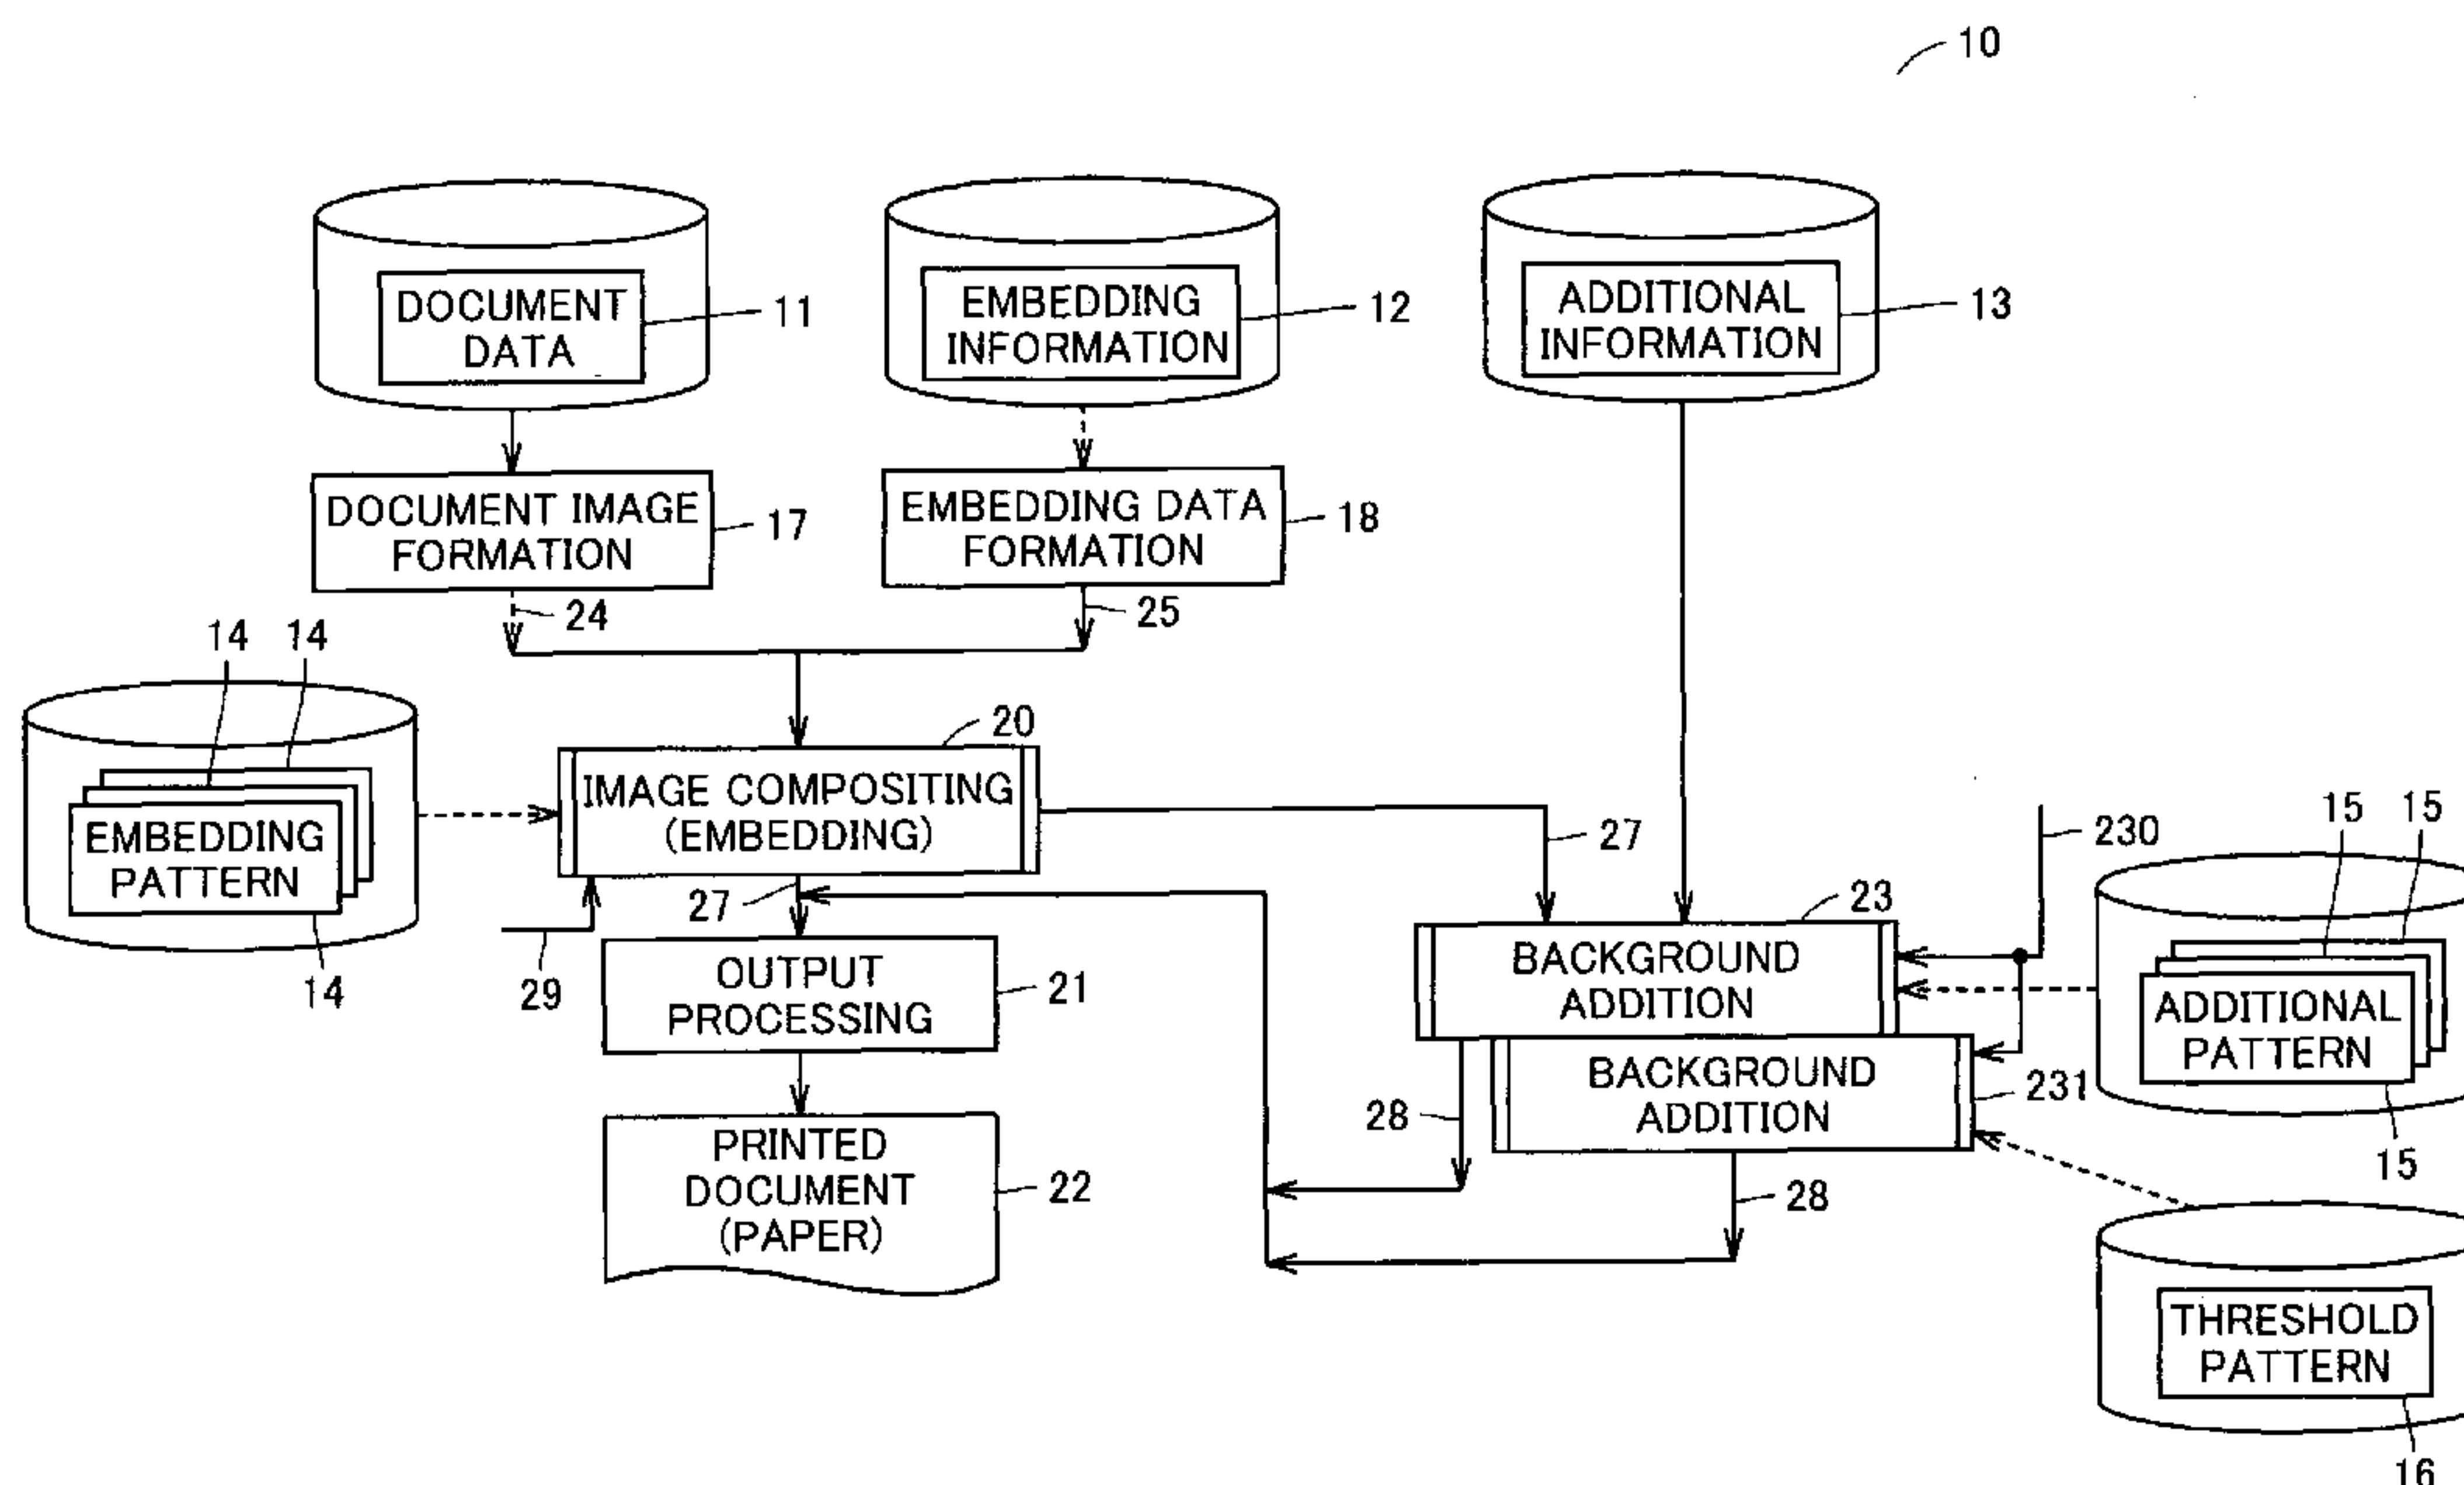 10
DOCUMENT
DATA
11
EMBEDDING
INFORMATION
12
ADDITIONAL
INFORMATION
13
DOCUMENT IMAGE
FORMATION
17
EMBEDDING DATA
FORMATION
18
24
25
14 14
EMBEDDING
PATTERN
14
20
IMAGE COMPOSITING
(EMBEDDING)
27
27
29
OUTPUT
PROCESSING
21
PRINTED
DOCUMENT
(PAPER)
22
23
BACKGROUND
ADDITION
230
BACKGROUND
ADDITION
231
28
28
15 15
ADDITIONAL
PATTERN
15
THRESHOLD
PATTERN
16